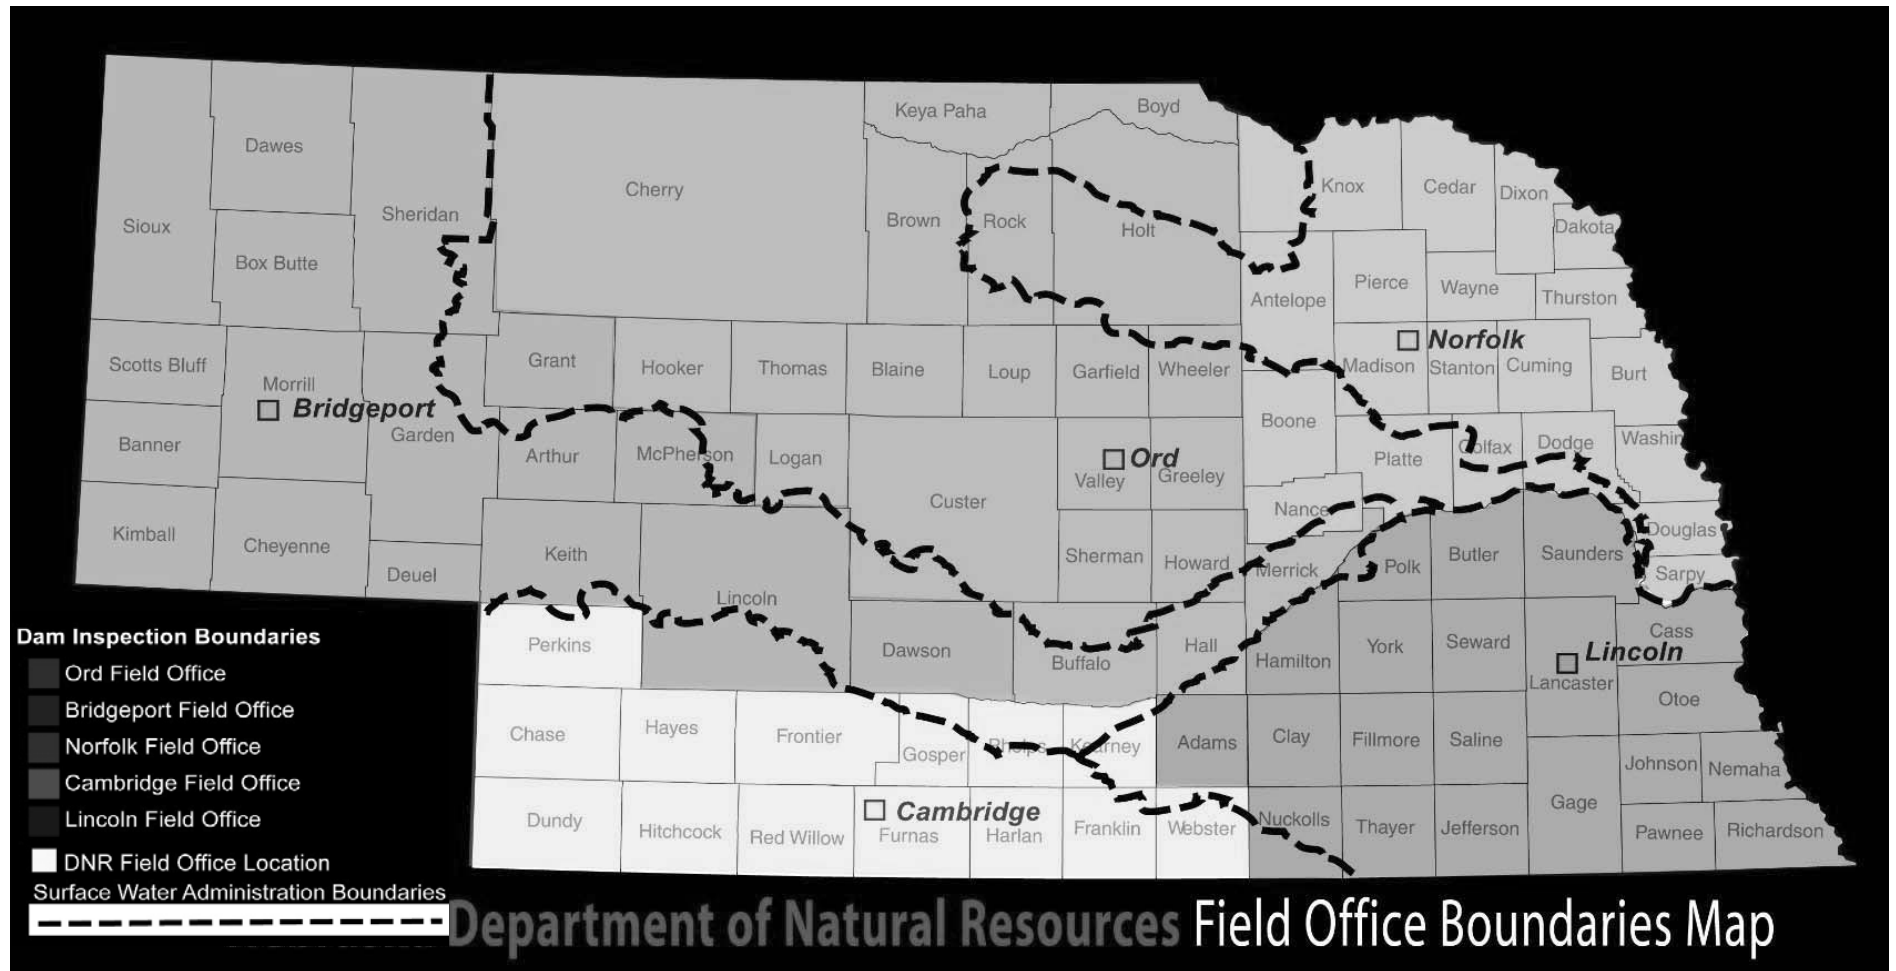 Keya Paha
Boyd
Dawes
Cherry
Knox
Cedar
Dixon
Sheridan
Sioux
Brown
Rock
Holt
Dakota
Box Butte
Antelope
Pierce
Wayne
Thurston
Scotts Bluff
Morrill
Grant
Hooker
Thomas
Blaine
Loup
Garfield
Wheeler
Norfolk
Madison
Stanton
Cuming
Burt
Bridgeport
Garden
Banner
Arthur
McPherson
Logan
Custer
Ord
Valley
Greeley
Boone
Platte
Colfax
Dodge
Washin
Kimball
Cheyenne
Deuel
Keith
Lincoln
Sherman
Howard
Nance
Merrick
Polk
Butler
Saunders
Douglas
Sarpy
Perkins
Dawson
Buffalo
Hall
Hamilton
York
Seward
Lincoln
Lancaster
Cass
Otoe
Chase
Hayes
Frontier
Gosper
Phelps
Kearney
Adams
Clay
Fillmore
Saline
Johnson
Nemaha
Dundy
Hitchcock
Red Willow
Cambridge
Furnas
Harlan
Franklin
Webster
Nuckolls
Thayer
Jefferson
Gage
Pawnee
Richardson
Dam Inspection Boundaries
Ord Field Office
Bridgeport Field Office
Norfolk Field Office
Cambridge Field Office
Lincoln Field Office
DNR Field Office Location
Surface Water Administration Boundaries
Department of Natural Resources Field Office Boundaries Map